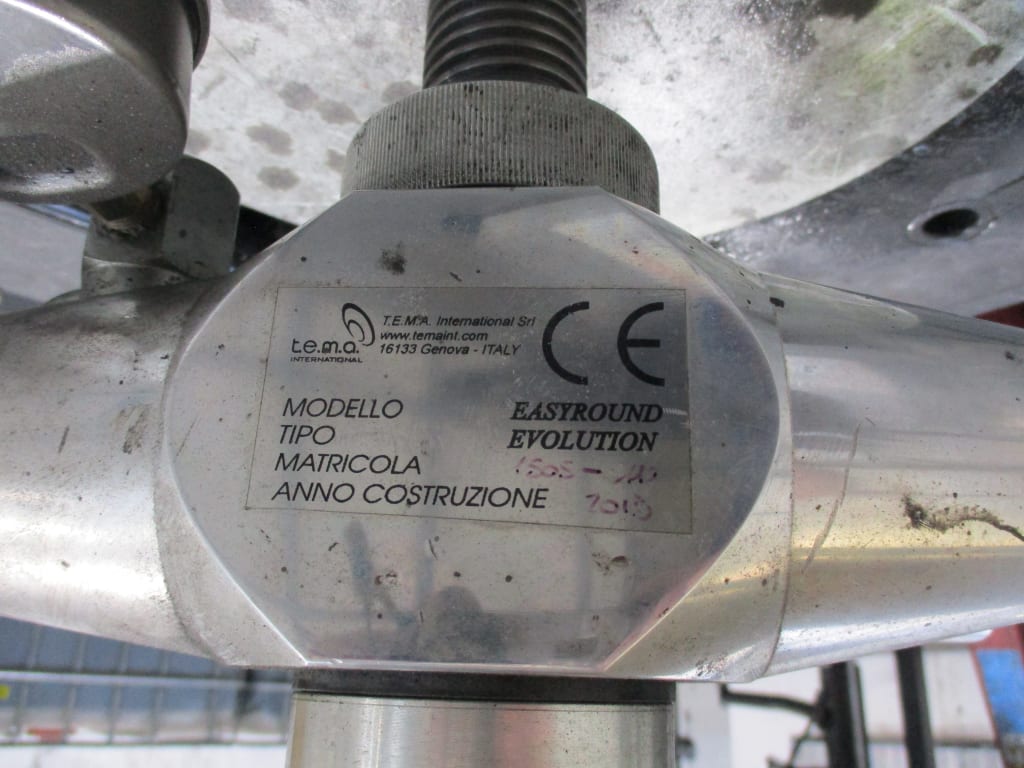 t.e.m.a.
INTERNATIONAL
T.E.M.A. International Srl
www.temaint.com
16133 Genova - ITALY
CE
MODELLO EASYROUND
TIPO EVOLUTION
MATRICOLA
ANNO COSTRUZIONE